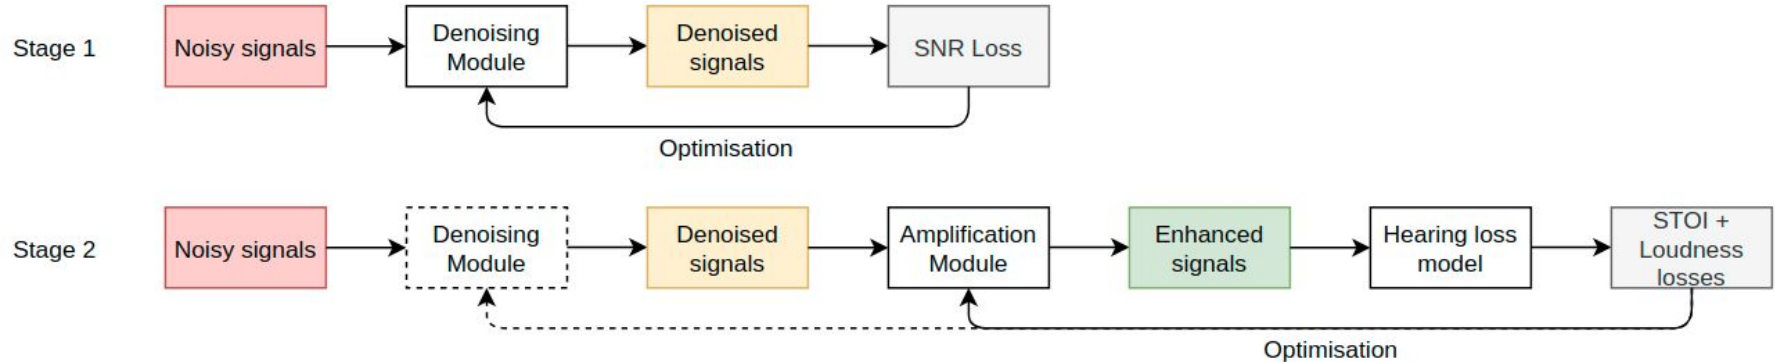 Stage 1
Noisy signals
Denoising
Module
Denoised
signals
SNR Loss
Optimisation
Stage 2
Noisy signals
Denoising
Module
Denoised
signals
Amplification
Module
Enhanced
signals
Hearing loss
model
STOI +
Loudness
losses
Optimisation